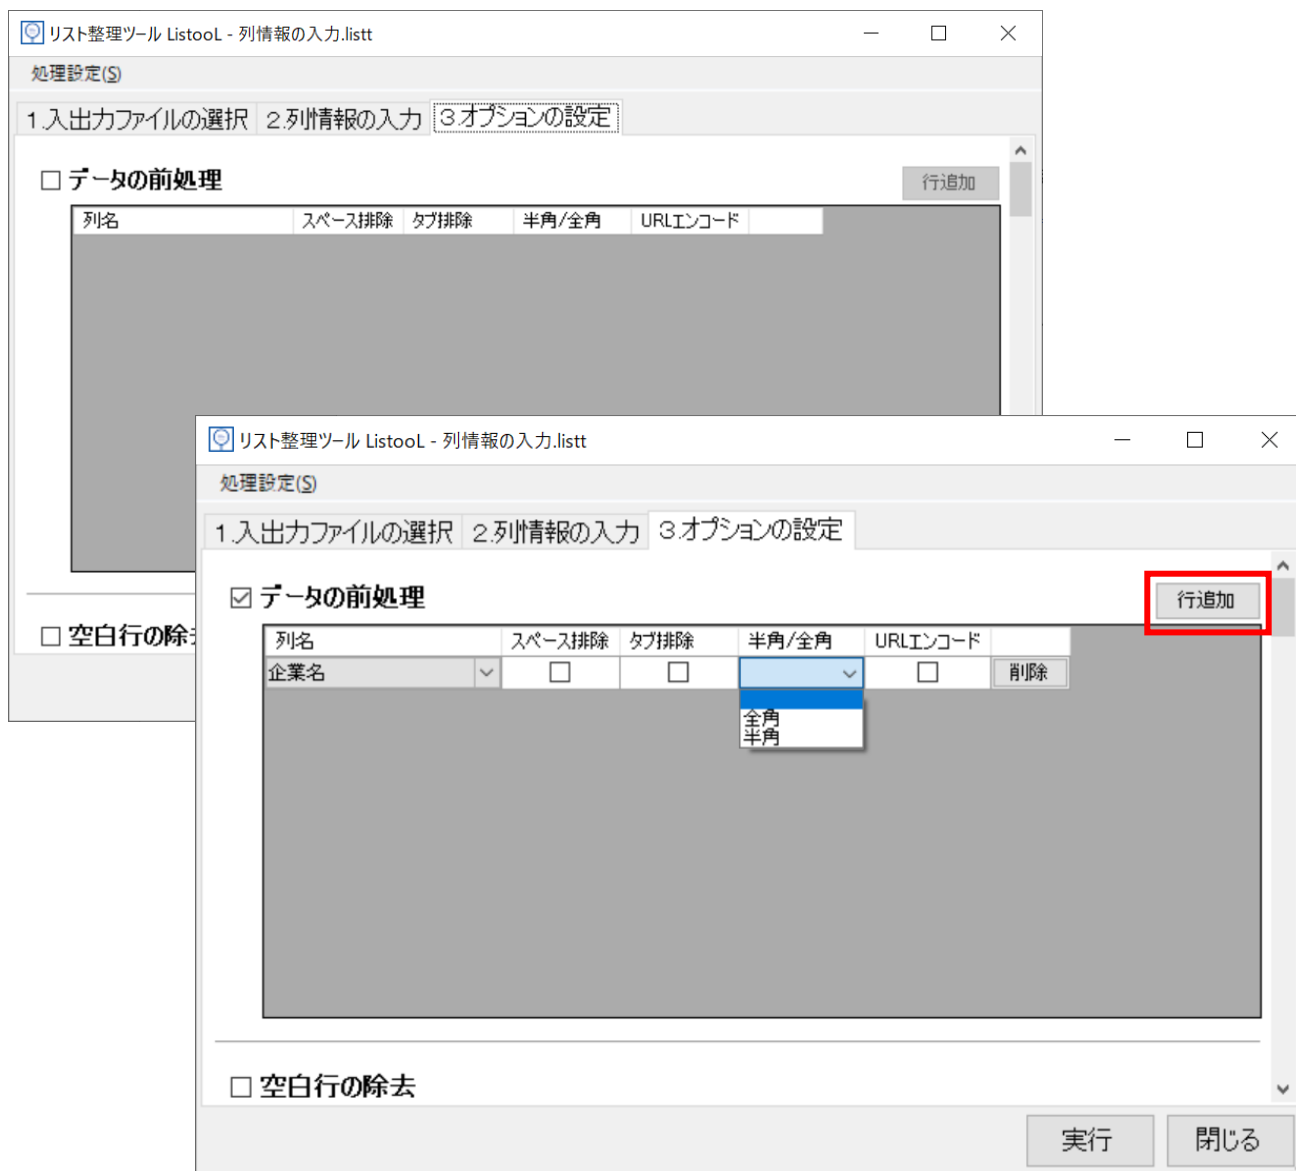 リスト整理ツール ListooL - 列情報の入力.listt
処理設定(S)
1.入出力ファイルの選択 2.列情報の入力 3.オプションの設定
データの前処理 行追加
列名 スペース排除 タブ排除 半角/全角 URLエンコード
空白行の除
リスト整理ツール ListooL - 列情報の入力.listt
処理設定(S)
1.入出力ファイルの選択 2.列情報の入力 3.オプションの設定
データの前処理 行追加
列名 スペース排除 タブ排除 半角/全角 URLエンコード
企業名 削除
全角
半角
空白行の除去
実行 閉じる